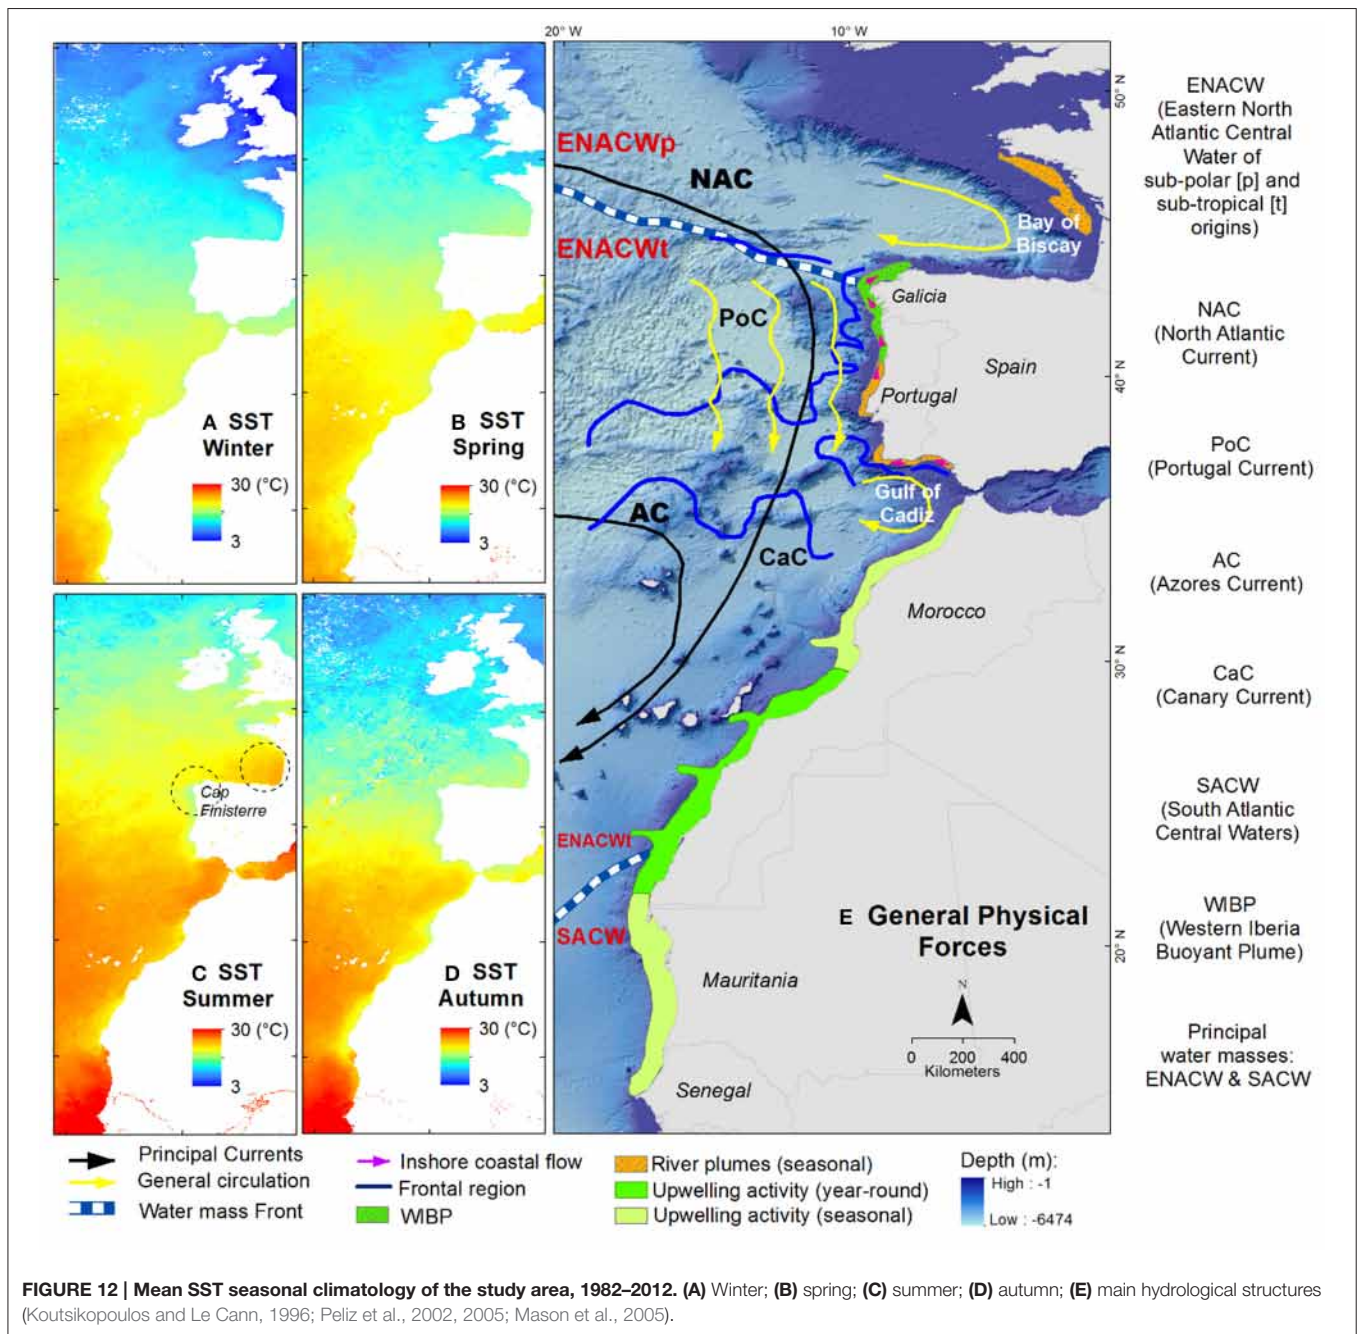 20° W
10° W
50° N
40° N
30° N
20° N
A SST
Winter
30 (°C)
3
B SST
Spring
30 (°C)
3
Cap
Finisterre
C SST
Summer
30 (°C)
3
D SST
Autumn
30 (°C)
3
ENACWp
NAC
ENACWt
Bay of
Biscay
Galicia
PoC
Spain
Portugal
AC
Gulf of
Cadiz
CaC
Morocco
ENACWt
SACW
E General Physical
Forces
Mauritania
N
0 200 400
Kilometers
Senegal
ENACW
(Eastern North
Atlantic Central
Water of
sub-polar [p] and
sub-tropical [t]
origins)
NAC
(North Atlantic
Current)
PoC
(Portugal Current)
AC
(Azores Current)
CaC
(Canary Current)
SACW
(South Atlantic
Central Waters)
WIBP
(Western Iberia
Buoyant Plume)
Principal
water masses:
ENACW & SACW
Principal Currents
General circulation
Water mass Front
Inshore coastal flow
Frontal region
WIBP
River plumes (seasonal)
Upwelling activity (year-round)
Upwelling activity (seasonal)
Depth (m):
High : -1
Low : -6474
FIGURE 12 | Mean SST seasonal climatology of the study area, 1982–2012. (A) Winter; (B) spring; (C) summer; (D) autumn; (E) main hydrological structures
(Koutsikopoulos and Le Cann, 1996; Peliz et al., 2002, 2005; Mason et al., 2005).